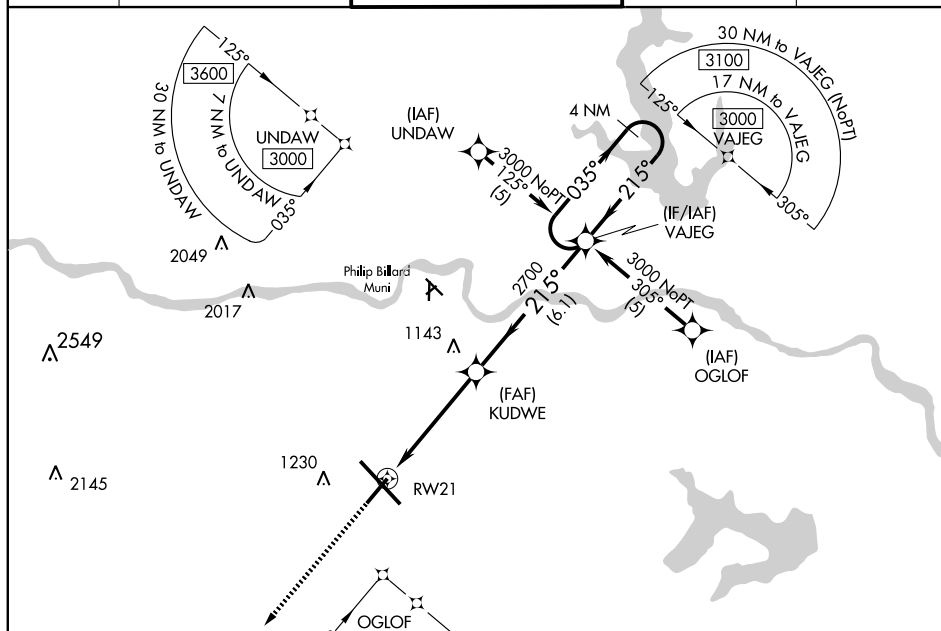 125°
3600
30 NM to UNDAW
7 NM to UNDAW
UNDAW
3000
035°
(IAF)
UNDAW
3000 NoPT
125°
(5)
4 NM
035°
215°
30 NM to VAJEG (NoPT)
3100
17 NM to VAJEG
125°
3000
VAJEG
305°
(IF/IAF)
VAJEG
3000 NoPT
305°
(5)
(IAF)
OGLOF
2049
2017
Philip Billard
Muni
2700
215°
(6.1)
1143
2549
(FAF)
KUDWE
2145
1230
RW21
OGLOF